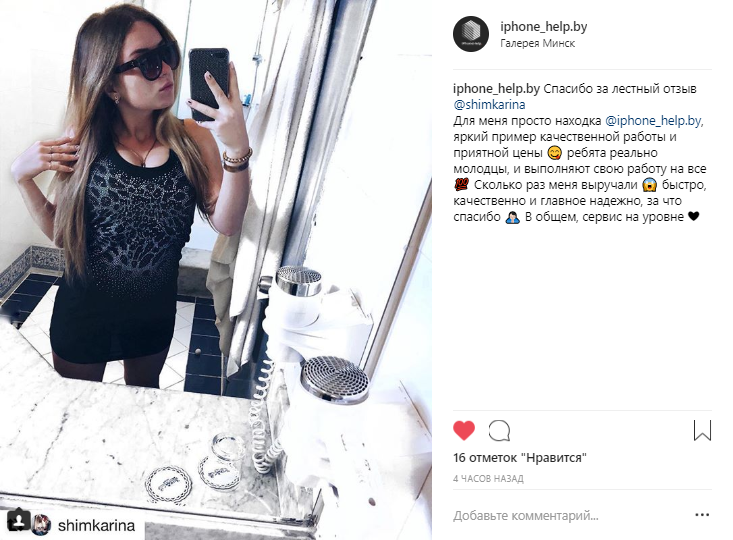 iphone_help.by
Галерея Минск
iphone_help.by Спасибо за лестный отзыв
@shimkarina
Для меня просто находка @iphone_help.by,
яркий пример качественной работы и
приятной цены 😋 ребята реально
молодцы, и выполняют свою работу на все
💯 Сколько раз меня выручали 😱 быстро,
качественно и главное надежно, за что
спасибо 🙏🏻 В общем, сервис на уровне 🖤
16 отметок "Нравится"
4 ЧАСОВ НАЗАД
Добавьте комментарий...
shimkarina